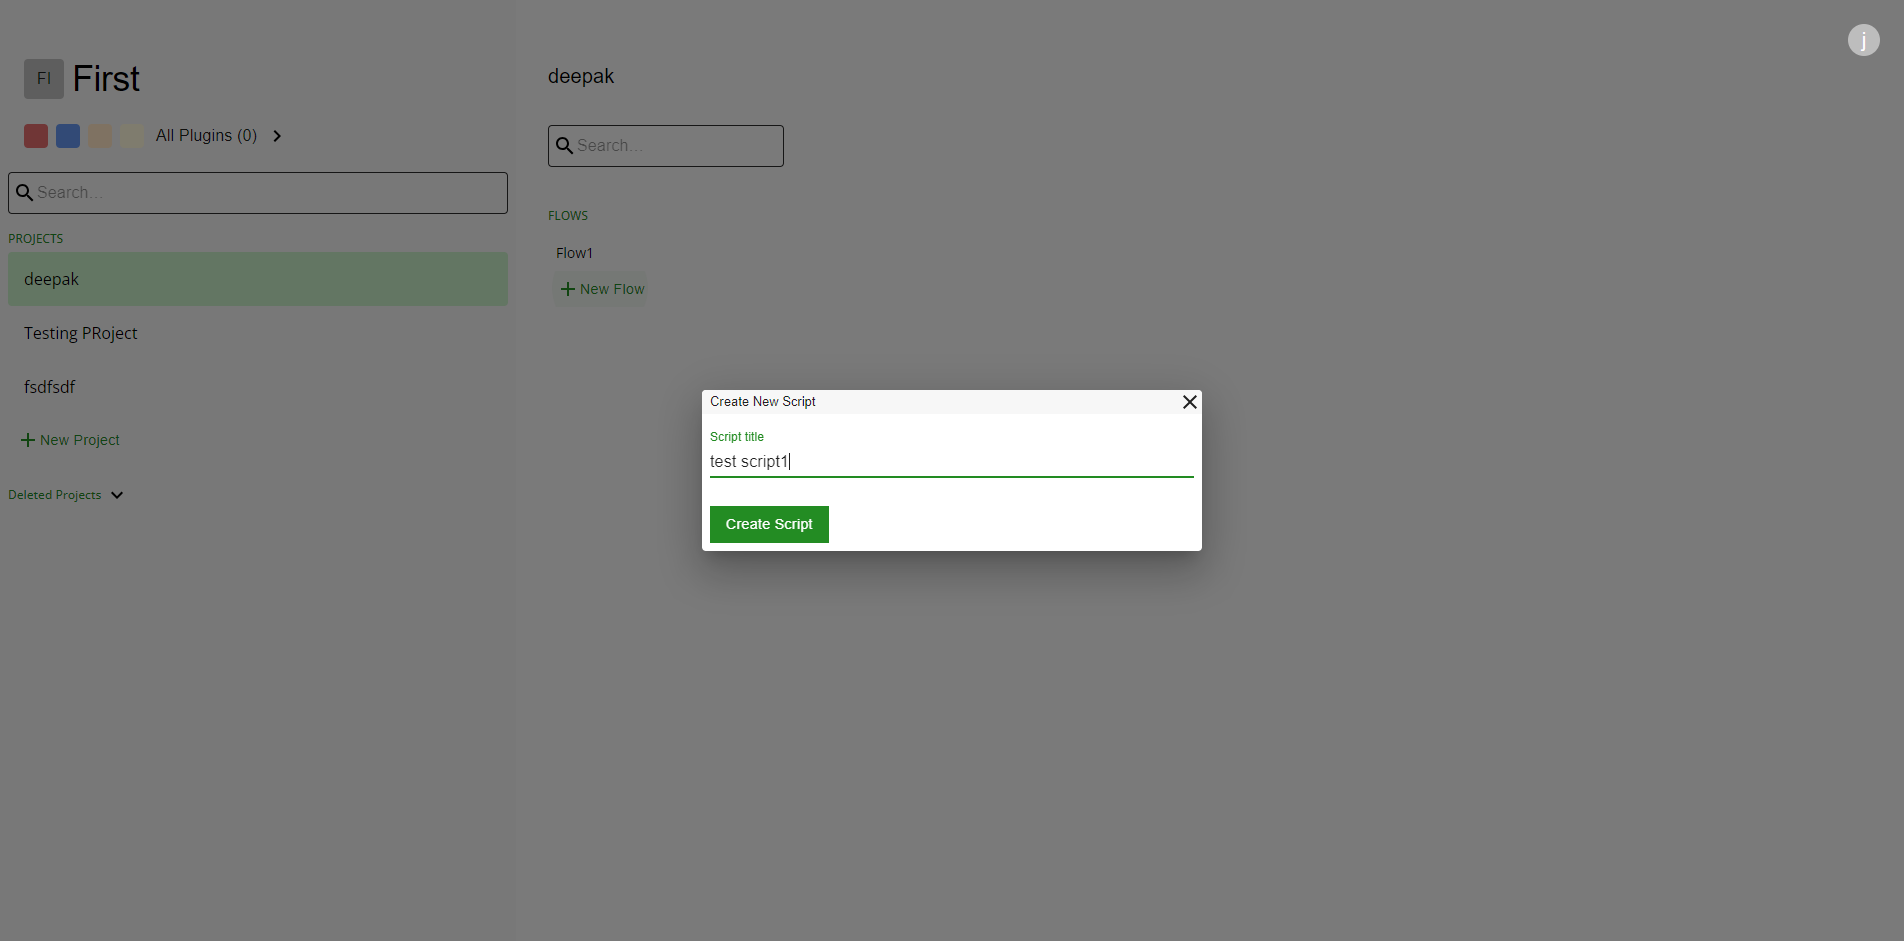 j
FI First
All Plugins (0)
Search...
PROJECTS
deepak
Testing PRoject
fsdfsdf
New Project
Deleted Projects
deepak
Search...
FLOWS
Flow1
New Flow
Create New Script
Script title
test script1
Create Script